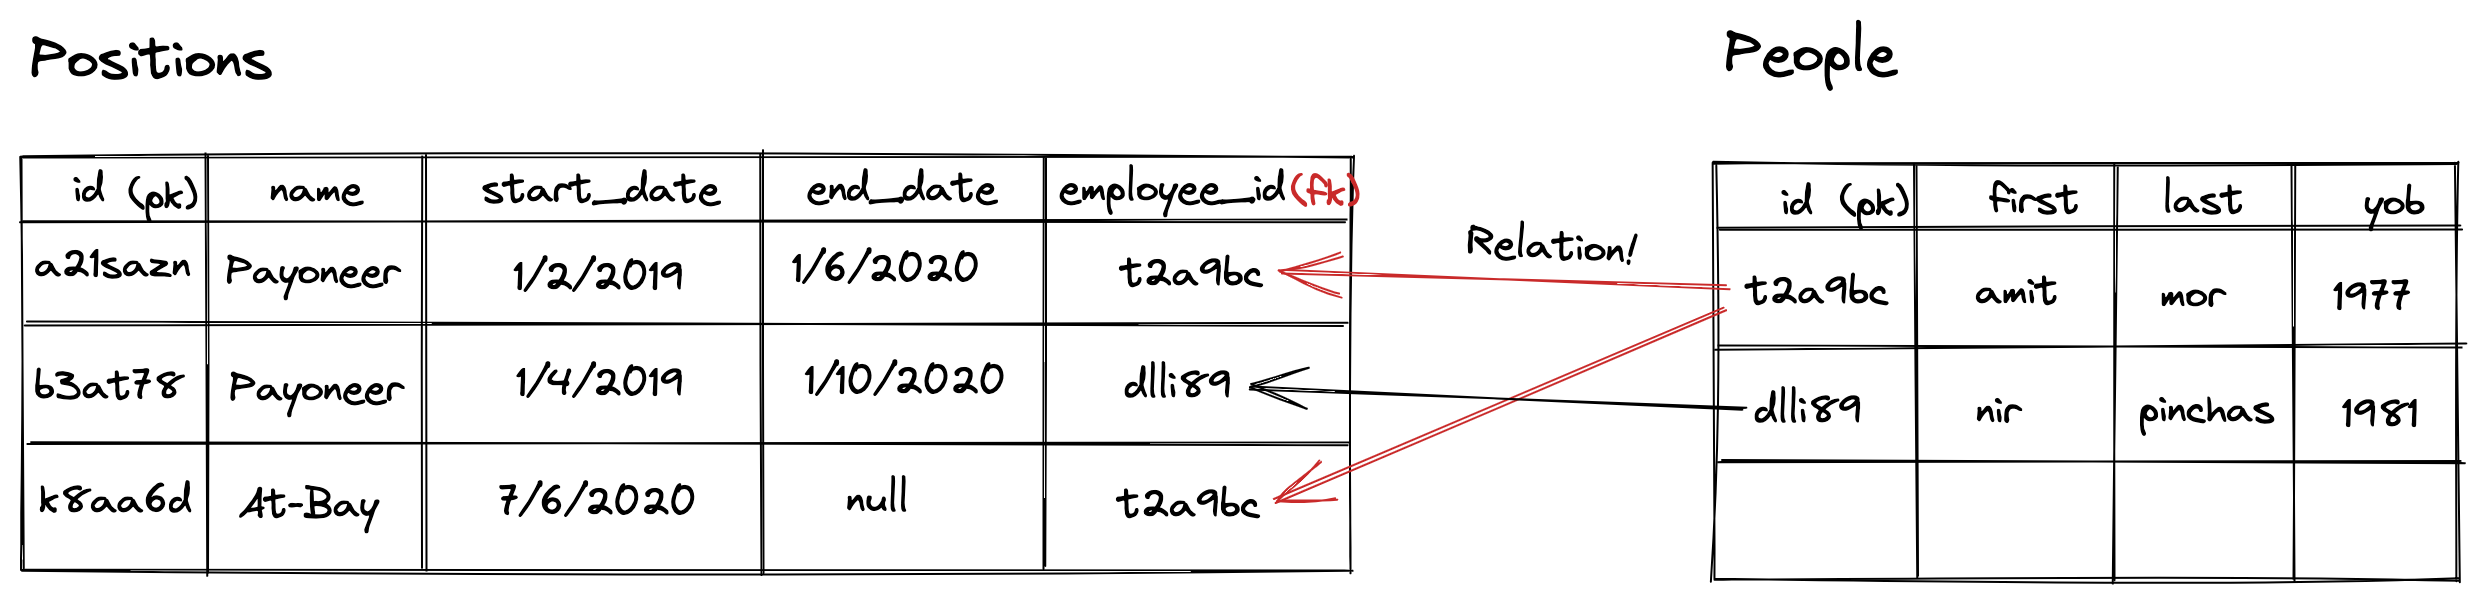 Positions
People
id (pk) name start_date end_date employee_id(fk)
a21sazn Payoneer 1/2/2019 1/6/2020 t2a9bc
b3at78 Payoneer 1/4/2019 1/10/2020 dlli89
k8aa6d At-Bay 7/6/2020 null t2a9bc
Relation!
id (pk) first last yob
t2a9bc amit mor 1977
dlli89 nir pinchas 1981